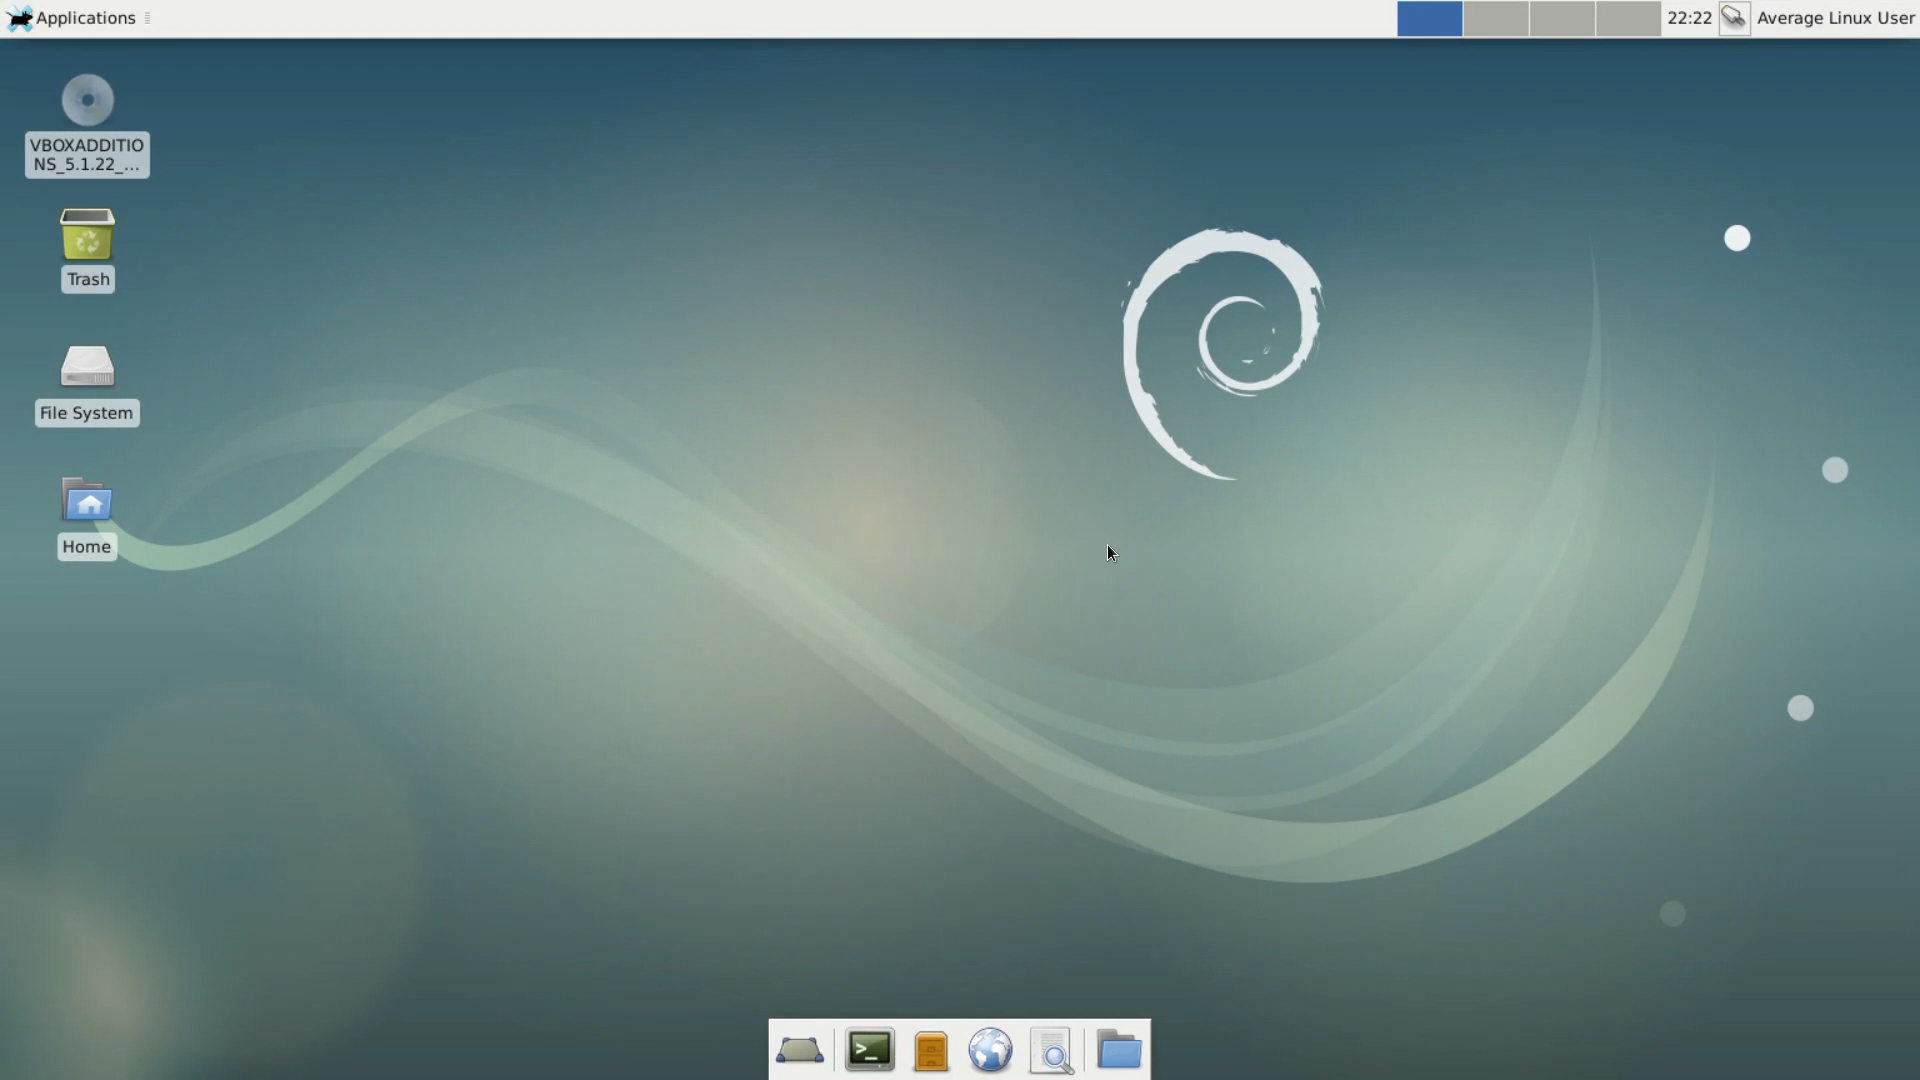 Applications
22:22
Average Linux User
VBOXADDITIO
NS_5.1.22_...
Trash
File System
Home
>_